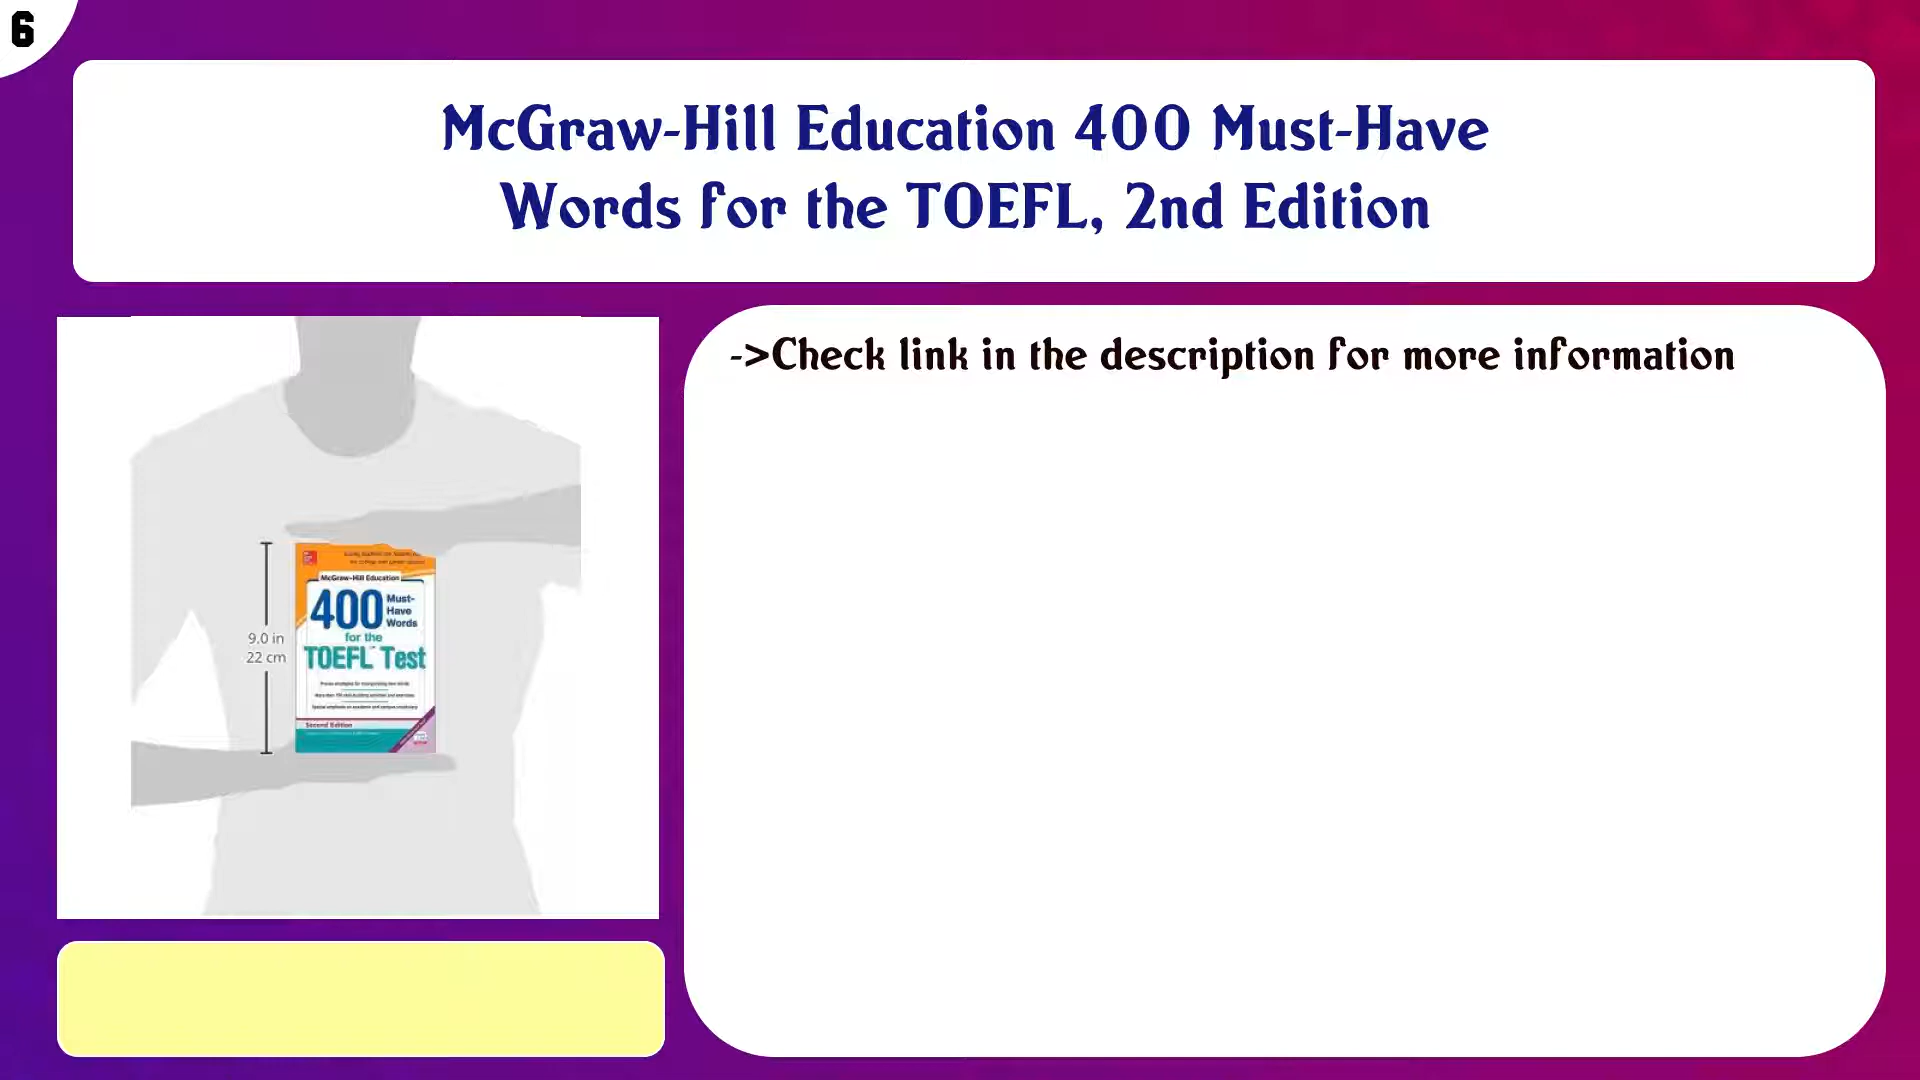 6
McGraw-Hill Education 400 Must-Have
Words for the TOEFL, 2nd Edition
->Check link in the description for more information
9.0 in
22 cm
McGraw-Hill Education
400 Must-
Have
Words
for the
TOEFL Test
Second Edition